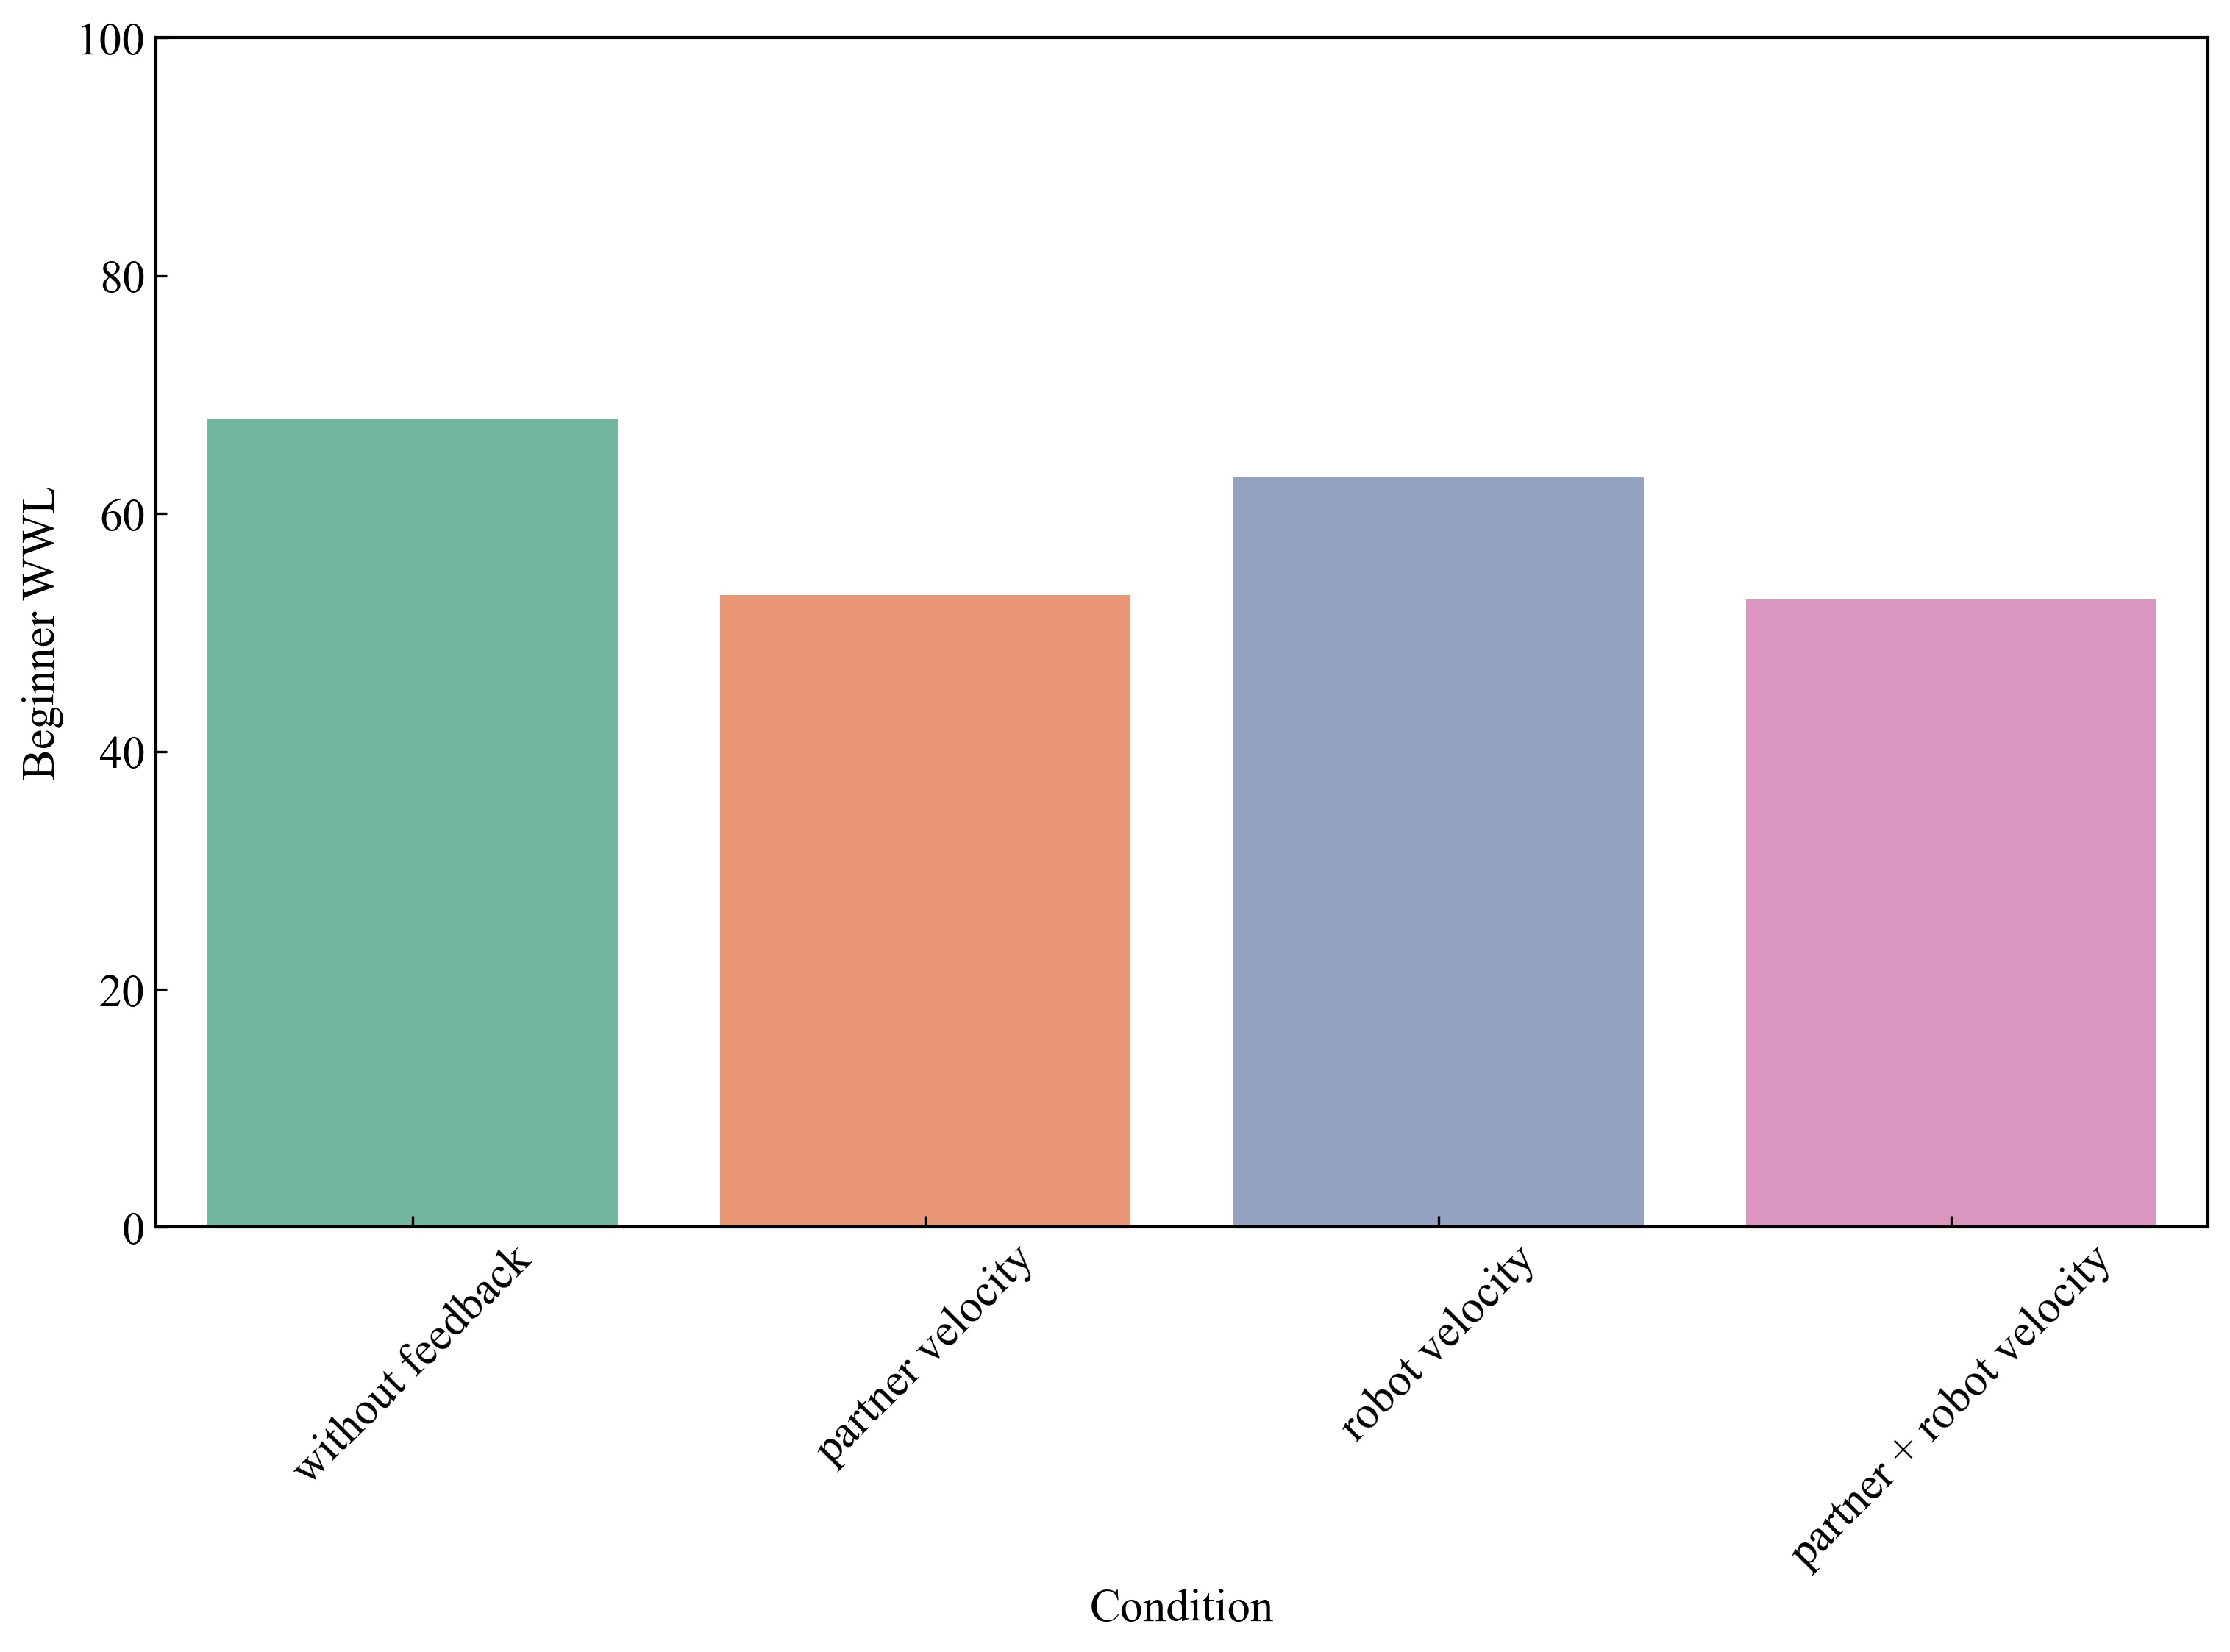 100
80
60
40
20
0
Beginner WWL
without feedback
partner velocity
robot velocity
partner + robot velocity
Condition